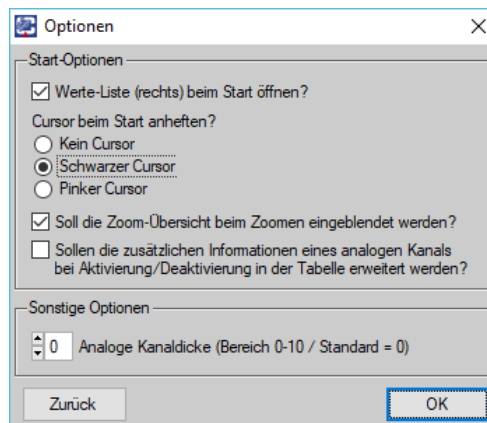 Optionen
Start-Optionen
Werte-Liste (rechts) beim Start öffnen?
Cursor beim Start anheften?
Kein Cursor
Schwarzer Cursor
Pinker Cursor
Soll die Zoom-Übersicht beim Zoomen eingeblendet werden?
Sollen die zusätzlichen Informationen eines analogen Kanals
bei Aktivierung/Deaktivierung in der Tabelle erweitert werden?
Sonstige Optionen
0 Analoge Kanaldicke (Bereich 0-10 / Standard = 0)
Zurück OK